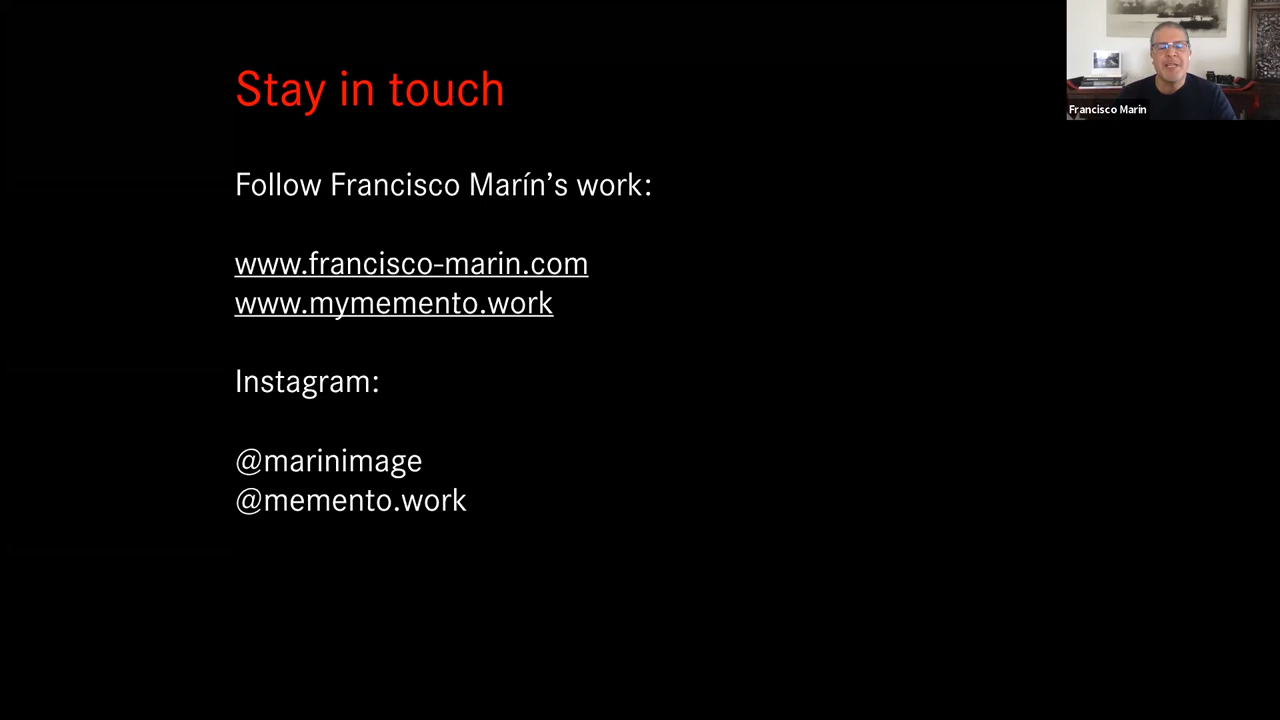 Stay in touch
Francisco Marin
Follow Francisco Marín’s work:
www.francisco-marin.com
www.mymemento.work
Instagram:
@marinimage
@memento.work